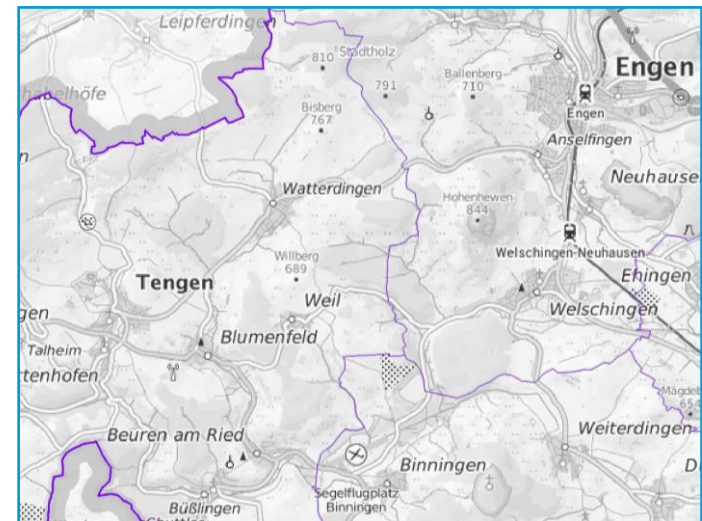 Leipferdingen
810
Stadtholz
791
Ballenberg
710
Engen
Engen
Bisberg
767
Anselfingen
Watterdingen
Hohenhewen
844
Welschingen-Neuhausen
Willberg
689
Tengen
Weil
Ehingen
Blumenfeld
Welschingen
Talheim
654
Beuren am Ried
Weiterdingen
Binningen
Segelflugplatz
Binningen
Büßlingen